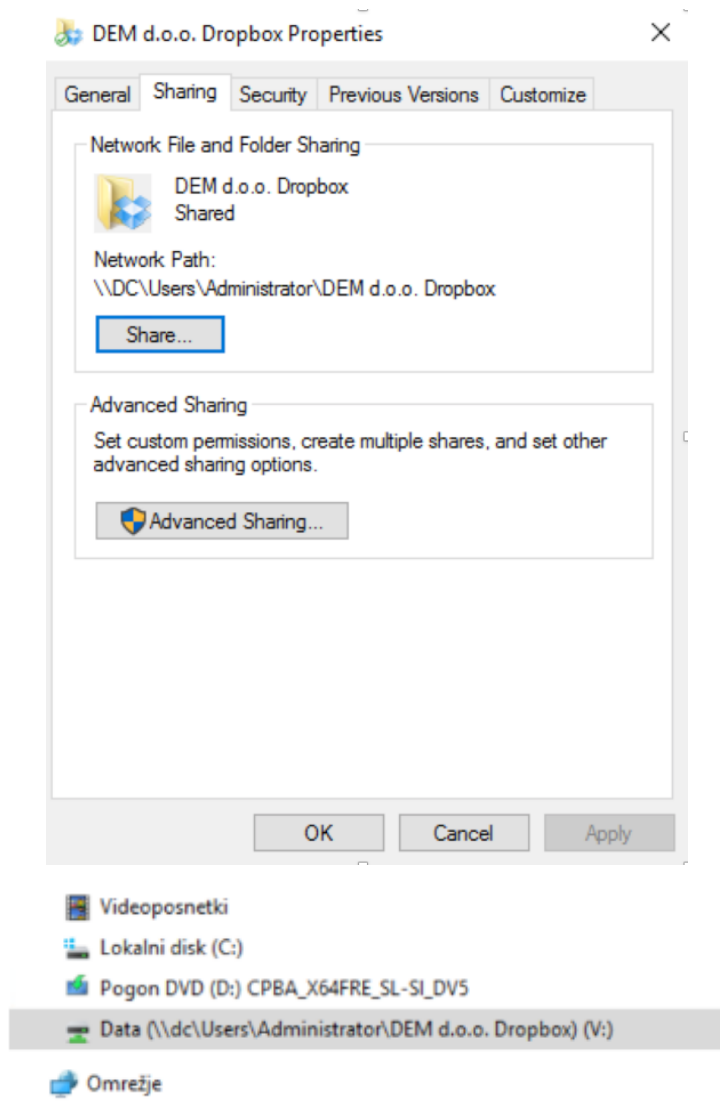 DEM d.o.o. Dropbox Properties
General Sharing Security Previous Versions Customize
Network File and Folder Sharing
DEM d.o.o. Dropbox
Shared
Network Path:
\\DC\Users\Administrator\DEM d.o.o. Dropbox
Share...
Advanced Sharing
Set custom permissions, create multiple shares, and set other
advanced sharing options.
Advanced Sharing...
OK Cancel Apply
Videoposnetki
Lokalni disk (C:)
Pogon DVD (D:) CPBA_X64FRE_SL-SI_DV5
Data (\\dc\Users\Administrator\DEM d.o.o. Dropbox) (V:)
Omrežje